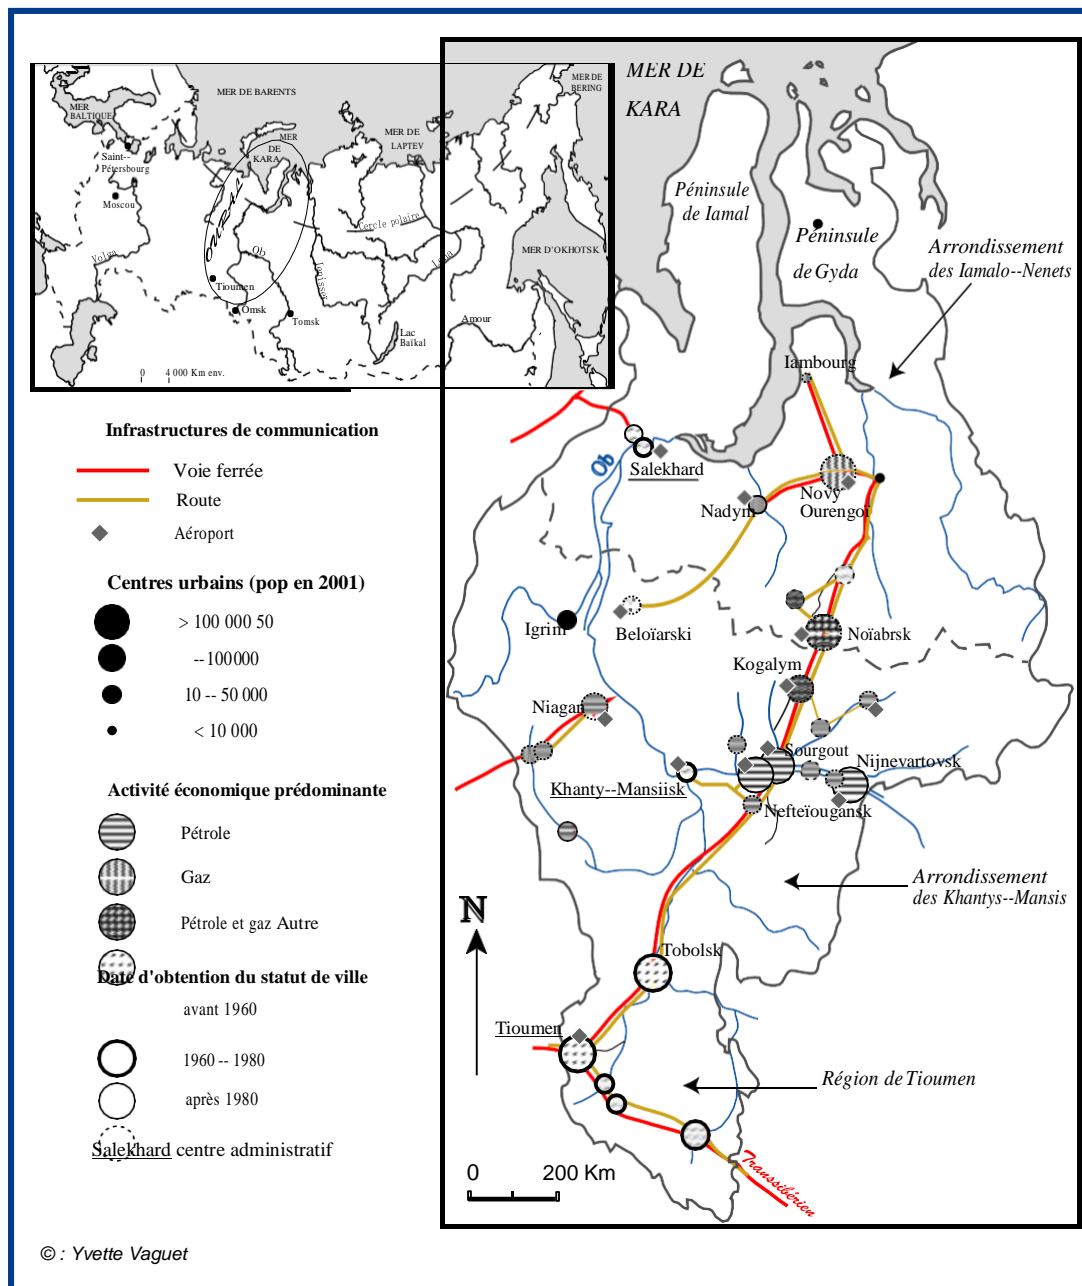 MER DE BARENTS
MER DE
BERING
MER
BALTIQUE
MER
DE
KARA
MER DE
LAPTEV
Saint--
Pétersbourg
Moscou
Volga
OURAL
Ob
Cercle polaire
Ienissei
Lena
MER D'OKHOTSK
Tioumen
Omsk
Tomsk
Amour
Lac
Baïkal
0 4 000 Km env.
MER DE
KARA
Péninsule
de Iamal
Péninsule
de Gyda
Arrondissement
des Iamalo--Nenets
Iambourg
Ob
Salekhard
Nadym
Novy
Ourengoï
Igrim
Beloïarski
Noïabrsk
Kogalym
Niagan
Sourgout
Nijnevartovsk
Khanty--Mansiisk
Nefteïougansk
Arrondissement
des Khantys--Mansis
N
Tobolsk
Tioumen
Région de Tioumen
Transsibérien
0 200 Km
Infrastructures de communication
Voie ferrée
Route
Aéroport
Centres urbains (pop en 2001)
> 100 000 50
--100000
10 -- 50 000
< 10 000
Activité économique prédominante
Pétrole
Gaz
Pétrole et gaz Autre
Date d'obtention du statut de ville
avant 1960
1960 -- 1980
après 1980
Salekhard centre administratif
© : Yvette Vaguet